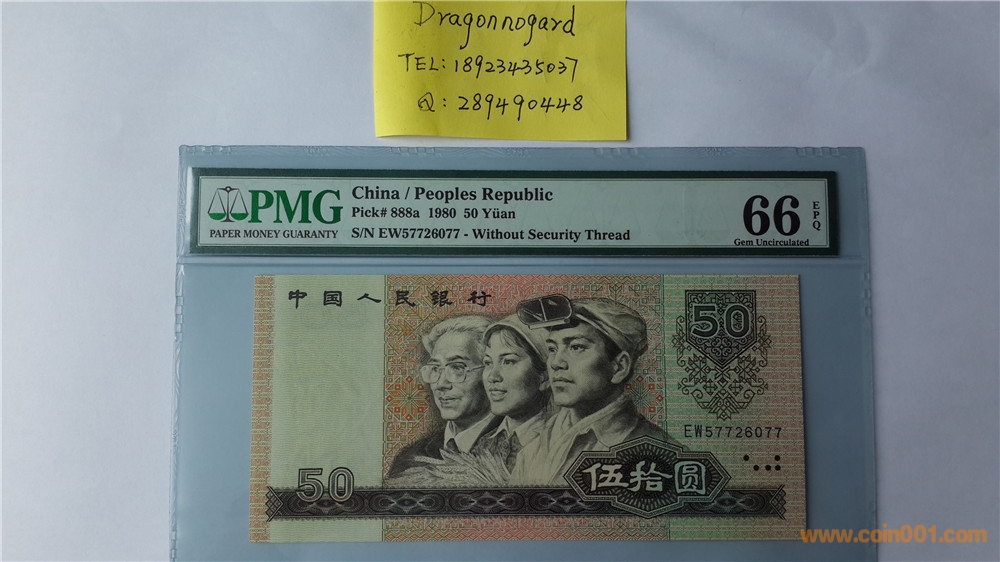 Dragonnogard
TEL: 18923435037
Q: 289490448
PMG
PAPER MONEY GUARANTY
China / Peoples Republic
Pick# 888a 1980 50 Yüan
S/N EW57726077 - Without Security Thread
66
EPQ
Gem Uncirculated
中国人民银行
50
EW57726077
50
伍拾圆
www.coin001.com